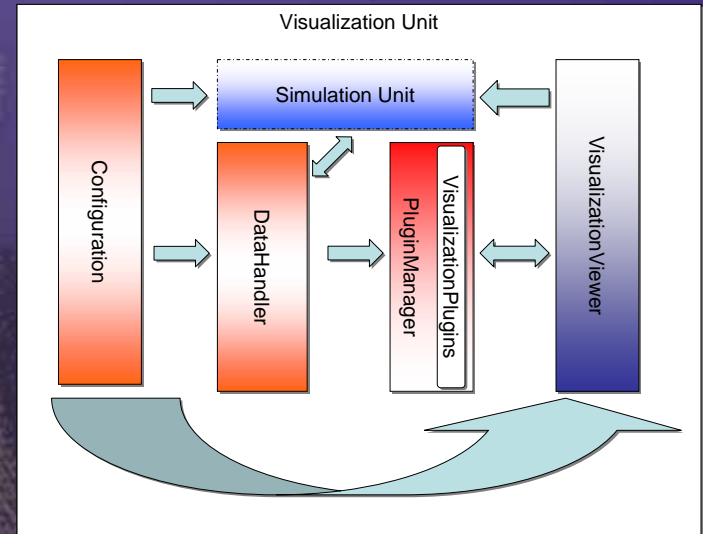 Visualization Unit
Simulation Unit
Configuration
DataHandler
PluginManager
VisualizationPlugins
VisualizationViewer